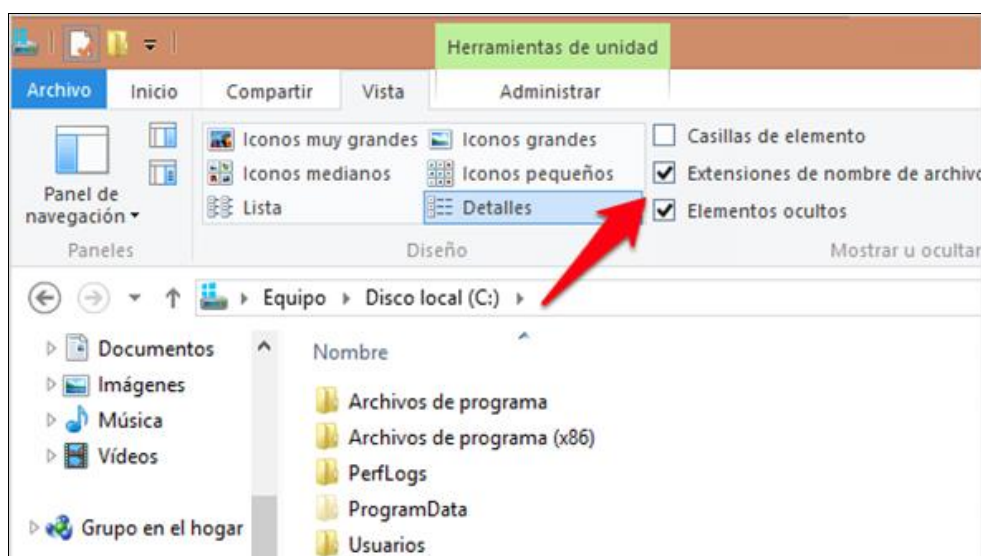 Herramientas de unidad
Archivo Inicio Compartir Vista Administrar
Iconos muy grandes Iconos grandes Casillas de elemento
Iconos medianos Iconos pequeños Extensiones de nombre de archivo
Panel de navegación Lista Detalles Elementos ocultos
Paneles Diseño Mostrar u ocultar
Equipo Disco local (C:)
Documentos
Imágenes
Música
Vídeos
Grupo en el hogar
Nombre
Archivos de programa
Archivos de programa (x86)
PerfLogs
ProgramData
Usuarios